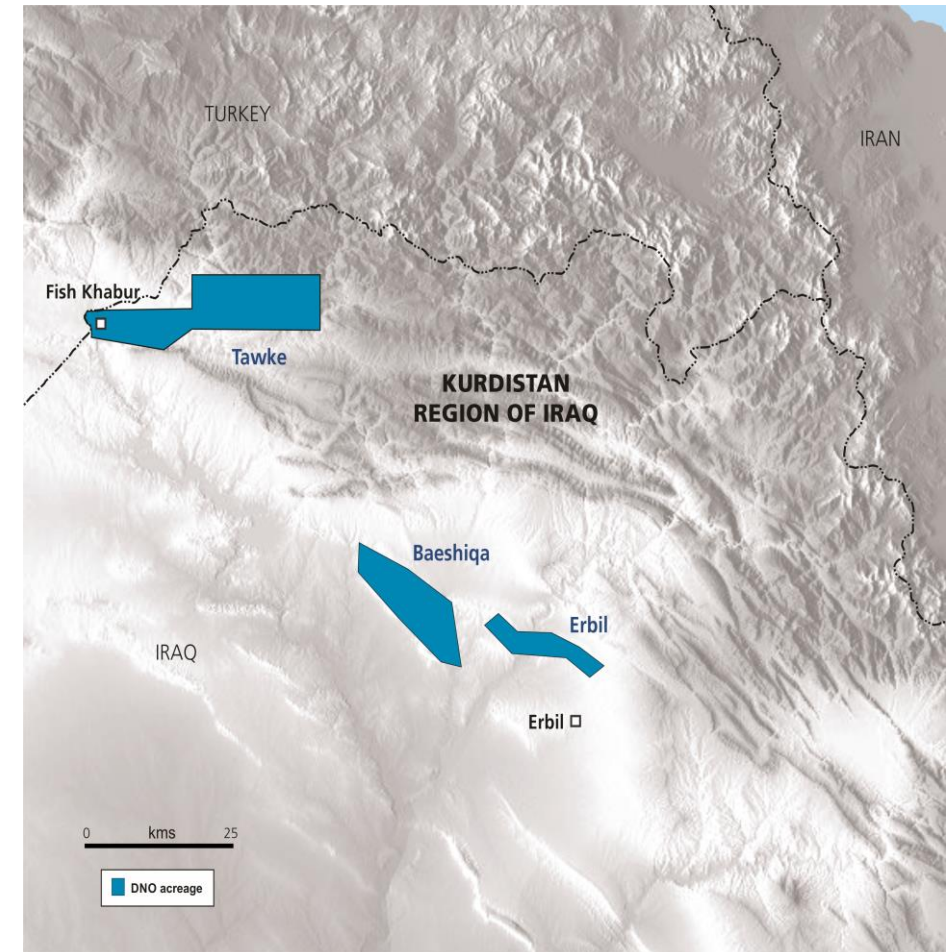 TURKEY
IRAN
Fish Khabur
Tawke
KURDISTAN
REGION OF IRAQ
Baeshiqa
Erbil
IRAQ
Erbil
0 kms 25
DNO acreage